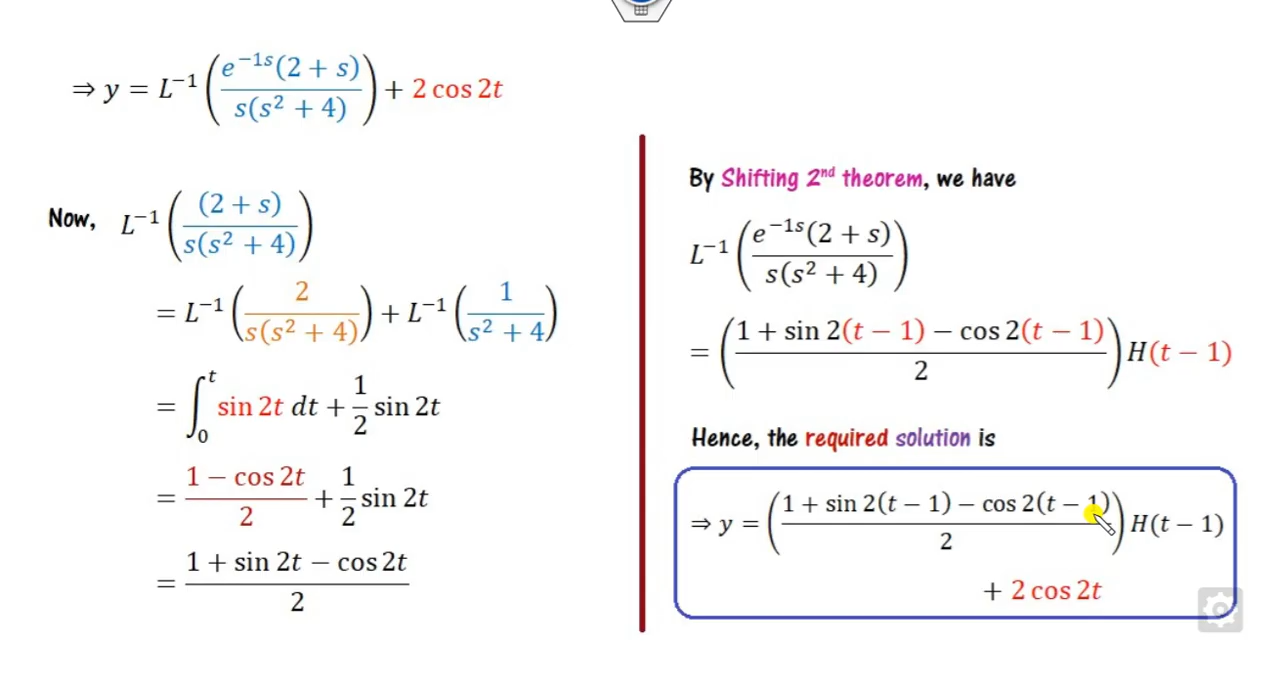 ⇒ y = L⁻¹ (e⁻¹ˢ(2 + s) / s(s² + 4)) + 2 cos 2t
Now, L⁻¹ ((2 + s) / s(s² + 4))
= L⁻¹ (2 / s(s² + 4)) + L⁻¹ (1 / s² + 4)
= ∫₀ᵗ sin 2t dt + 1/2 sin 2t
= 1 − cos 2t / 2 + 1/2 sin 2t
= 1 + sin 2t − cos 2t / 2
By Shifting 2ⁿᵈ theorem, we have
L⁻¹ (e⁻¹ˢ(2 + s) / s(s² + 4))
= (1 + sin 2(t − 1) − cos 2(t − 1) / 2) H(t − 1)
Hence, the required solution is
⇒ y = (1 + sin 2(t − 1) − cos 2(t − 1) / 2) H(t − 1)
+ 2 cos 2t